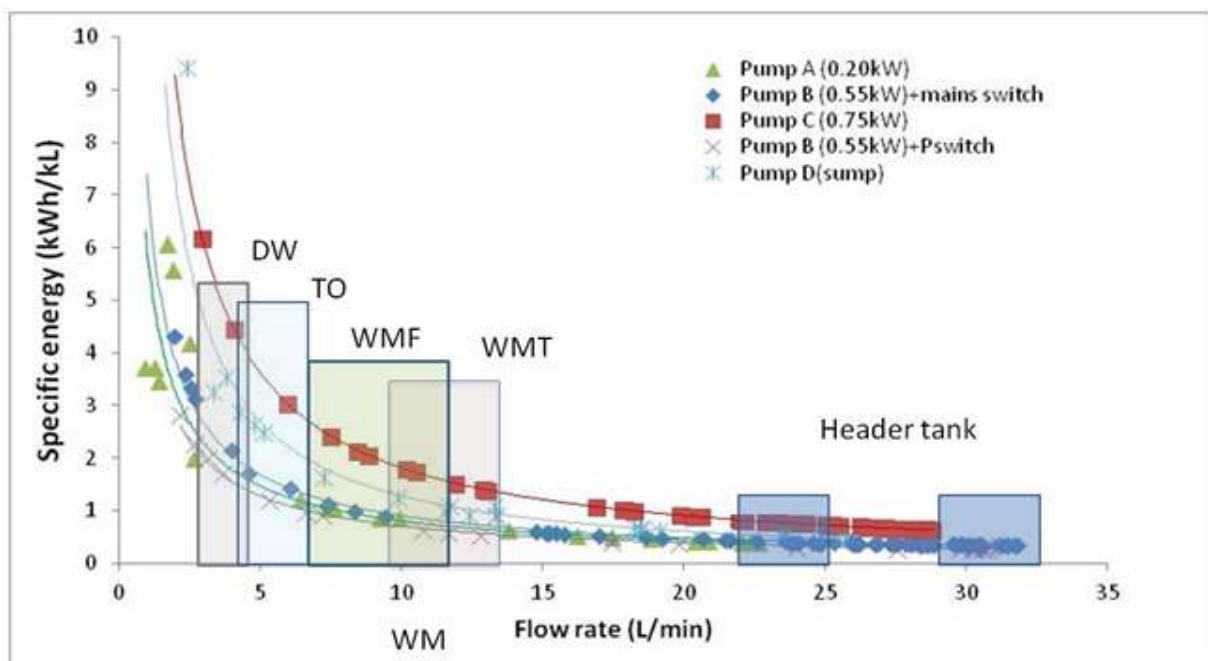 10
9
8
7
6
5
4
3
2
1
0
Specific energy (kWh/kL)
Pump A (0.20kW)
Pump B (0.55kW)+mains switch
Pump C (0.75kW)
Pump B (0.55kW)+Pswitch
Pump D(sump)
DW
TO
WMF
WMT
Header tank
0 5 10 15 20 25 30 35
WM
Flow rate (L/min)